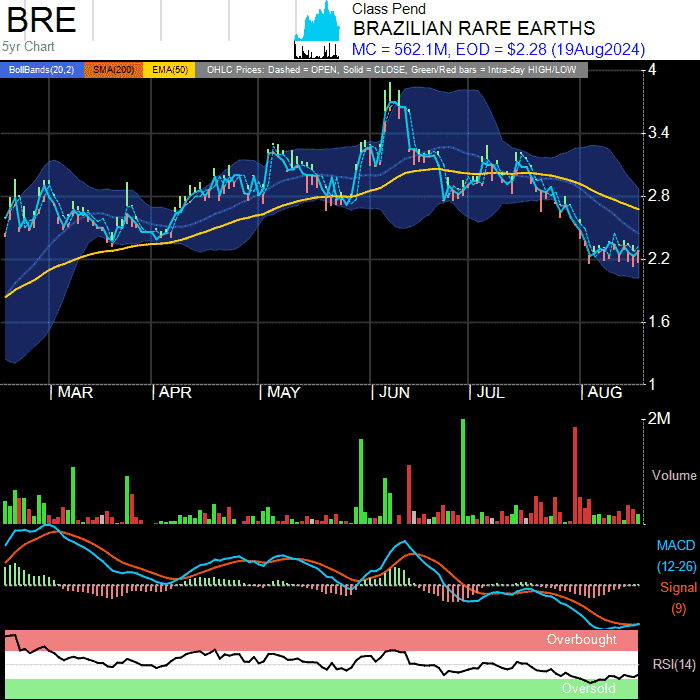 BRE
5yr Chart
Class Pend
BRAZILIAN RARE EARTHS
MC = 562.1M, EOD = $2.28 (19Aug2024)
BollBands(20,2) SMA(200) EMA(50) OHLC Prices: Dashed = OPEN, Solid = CLOSE, Green/Red bars = Intra-day HIGH/LOW
4
3.4
2.8
2.2
1.6
1
MAR APR MAY JUN JUL AUG
2M
Volume
MACD
(12-26)
Signal
(9)
Overbought
RSI(14)
Oversold